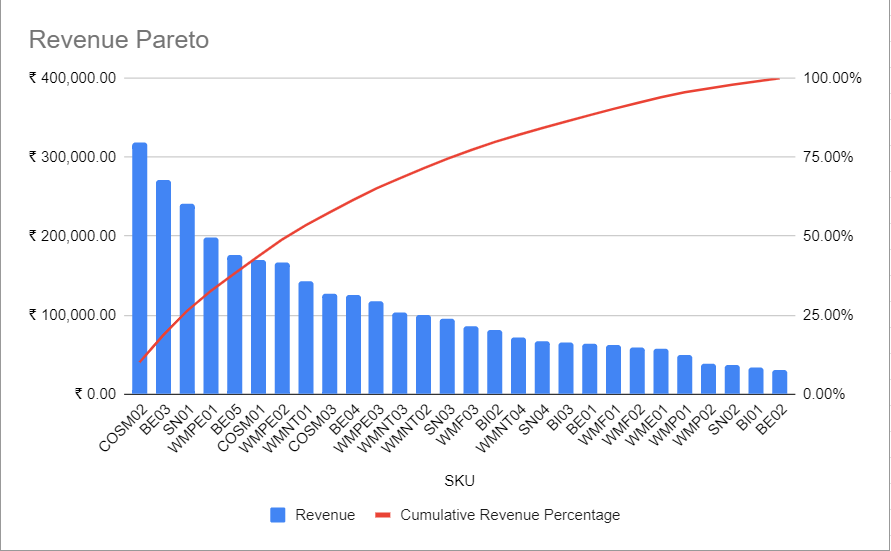 Revenue Pareto
₹ 400,000.00
100.00%
₹ 300,000.00
75.00%
₹ 200,000.00
50.00%
₹ 100,000.00
25.00%
₹ 0.00
0.00%
COSM02
BE03
SN01
WMPE01
BE05
COSM01
WMPE02
WMNT01
COSM03
BE04
WMPE03
WMNT03
WMNT02
SN03
WMF03
BI02
WMNT04
SN04
BI03
BE01
WMF01
WMF02
WME01
WMP01
WMP02
SN02
BI01
BE02
SKU
Revenue
Cumulative Revenue Percentage